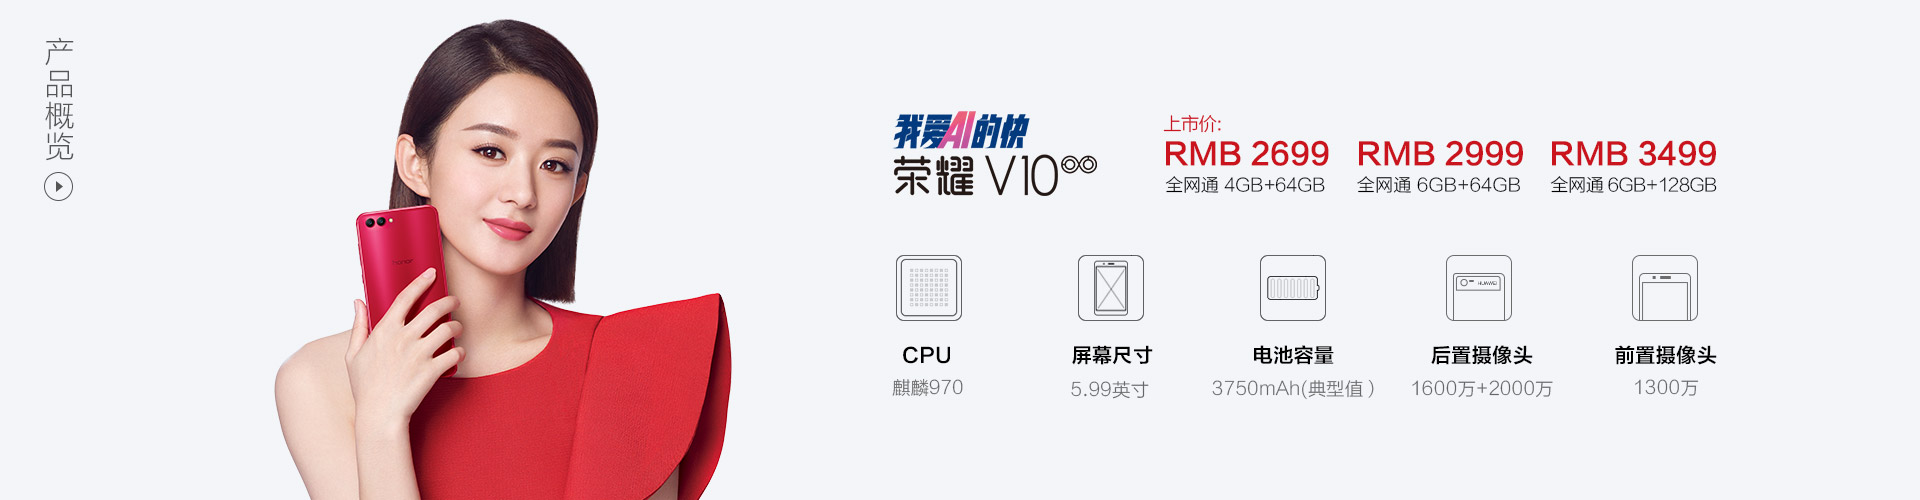 产品概览
我爱AI的快
荣耀 V10
上市价:
RMB 2699
全网通 4GB+64GB
RMB 2999
全网通 6GB+64GB
RMB 3499
全网通 6GB+128GB
HUAWEI
CPU
麒麟970
屏幕尺寸
5.99英寸
电池容量
3750mAh(典型值 )
后置摄像头
1600万+2000万
前置摄像头
1300万
honor